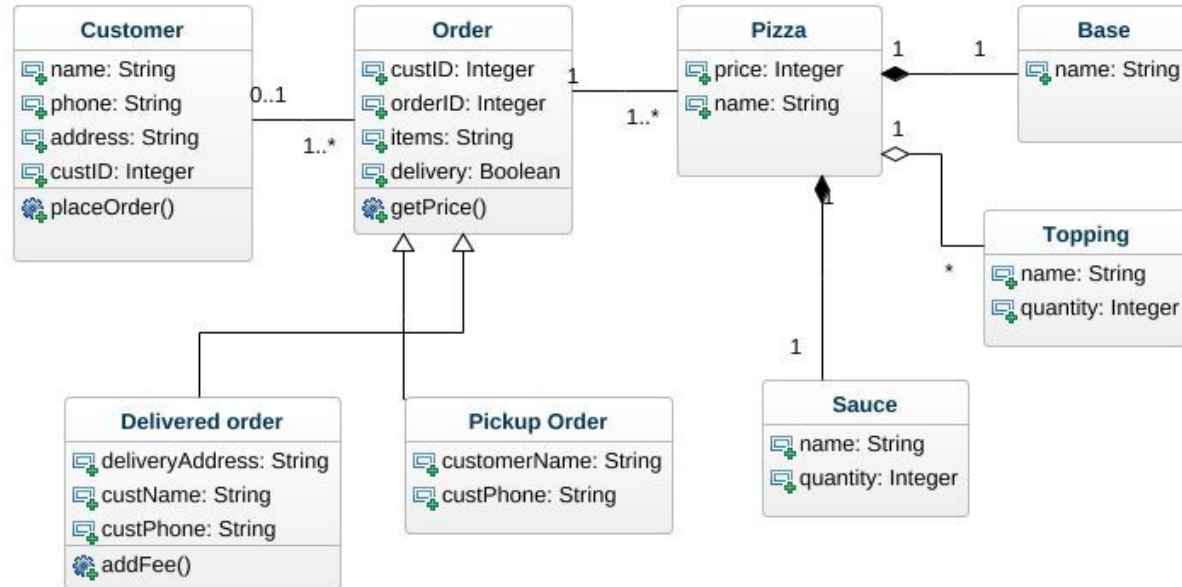 Customer
name: String
phone: String
address: String
custID: Integer
placeOrder()
0..1
1..*
Order
custID: Integer
orderID: Integer
items: String
delivery: Boolean
getPrice()
1
1..*
Pizza
price: Integer
name: String
1
1
Base
name: String
1
*
Topping
name: String
quantity: Integer
1
1
Sauce
name: String
quantity: Integer
Delivered order
deliveryAddress: String
custName: String
custPhone: String
addFee()
Pickup Order
customerName: String
custPhone: String